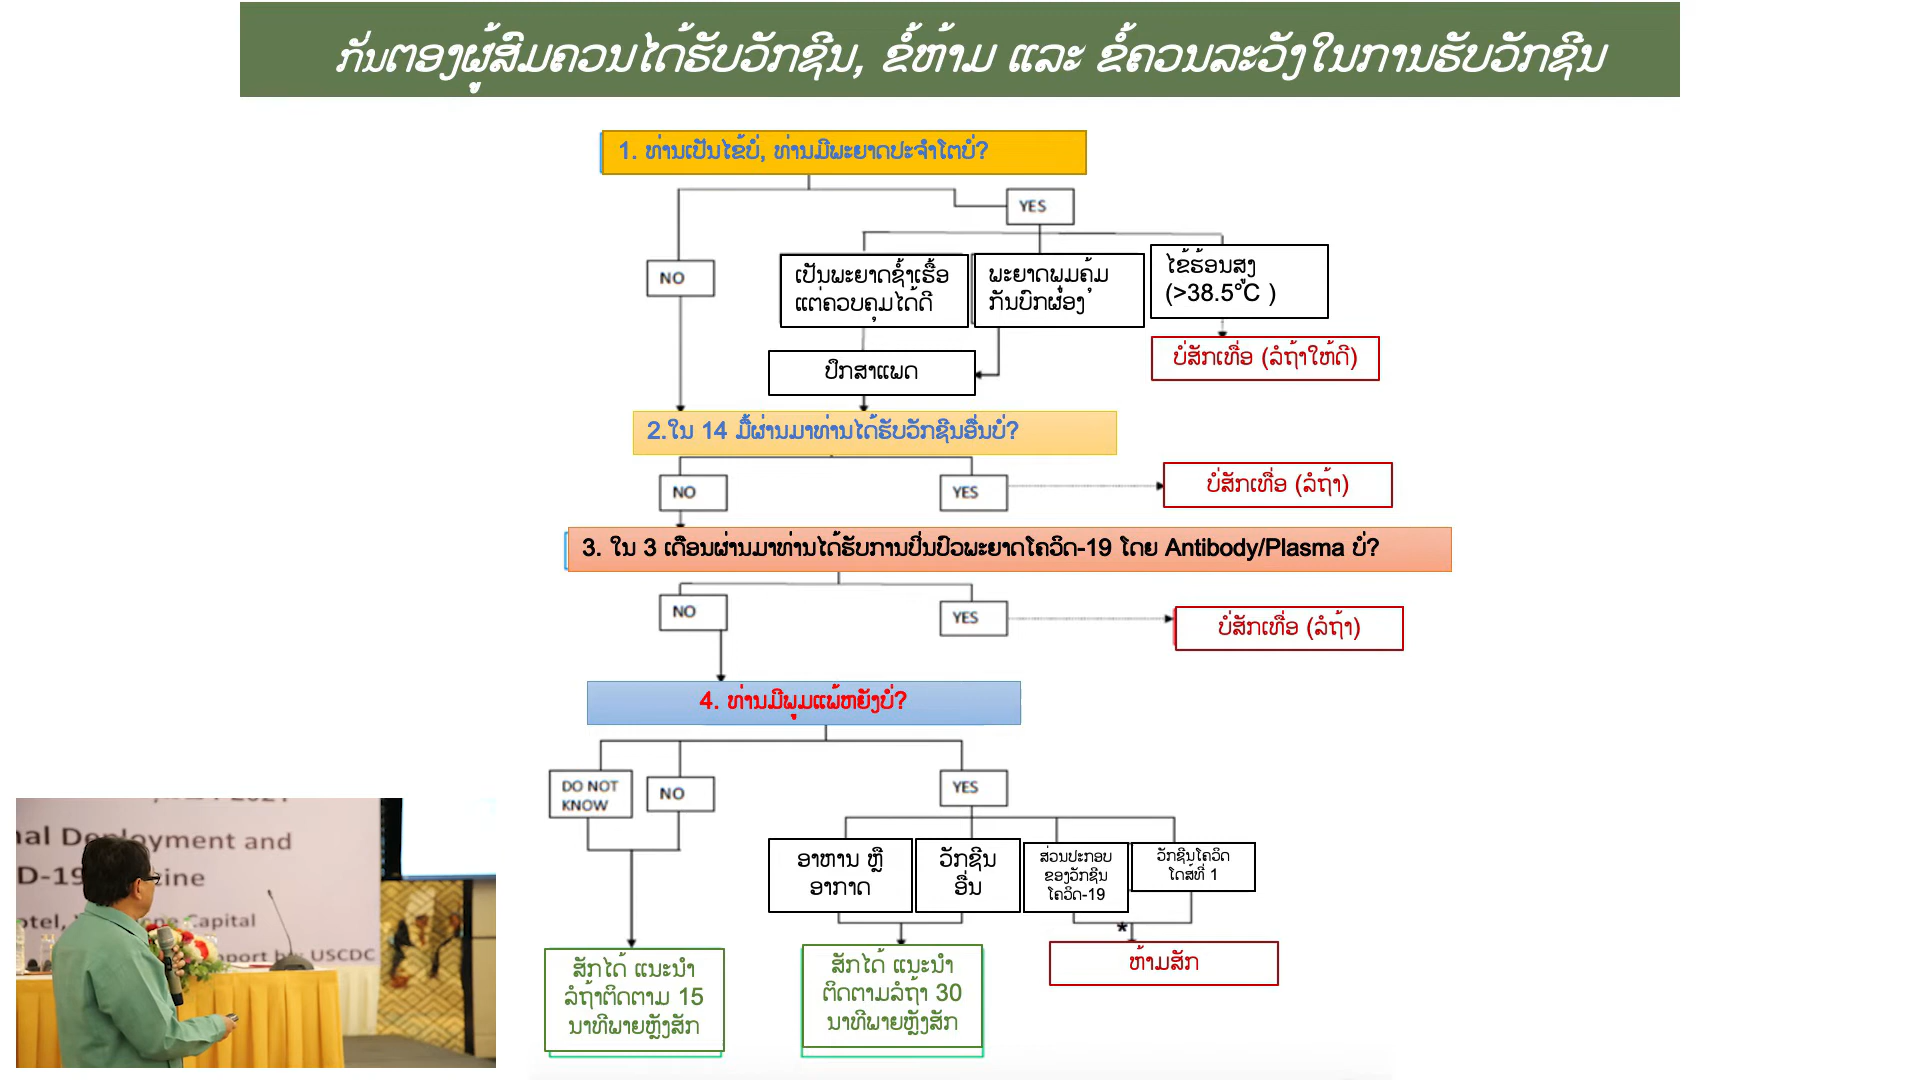 ກັ່ນຕອງຜູ້ສົມຄວນໄດ້ຮັບວັກຊີນ, ຂໍ້ຫ້າມ ແລະ ຂໍ້ຄວນລະວັງໃນການຮັບວັກຊີນ
1. ທ່ານເປັນໄຂ້ບໍ່, ທ່ານມີພະຍາດປະຈຳໂຕບໍ່?
YES
NO
ເປັນພະຍາດຊໍ້າເຮື້ອ
ແຕ່ຄວບຄຸມໄດ້ດີ
ພະຍາດພູມຄຸ້ມ
ກັນບົກຜ່ອງ
ໄຂ້ຮ້ອນສູງ
(>38.5°C )
ບໍ່ສັກເທື່ອ (ລໍຖ້າໃຫ້ດີ)
ປຶກສາແພດ
2.ໃນ 14 ມື້ຜ່ານມາທ່ານໄດ້ຮັບວັກຊີນອື່ນບໍ່?
NO
YES
ບໍ່ສັກເທື່ອ (ລໍຖ້າ)
3. ໃນ 3 ເດືອນຜ່ານມາທ່ານໄດ້ຮັບການປິ່ນປົວພະຍາດໂຄວິດ-19 ໂດຍ Antibody/Plasma ບໍ່?
NO
YES
ບໍ່ສັກເທື່ອ (ລໍຖ້າ)
4. ທ່ານມີພູມແພ້ຫຍັງບໍ່?
DO NOT
KNOW
NO
YES
ອາຫານ ຫຼື
ອາກາດ
ວັກຊີນ
ອື່ນ
ສ່ວນປະກອບ
ຂອງວັກຊີນ
ໂຄວິດ-19
ວັກຊີນໂຄວິດ
ໂດສທີ່ 1
*
ຫ້າມສັກ
ສັກໄດ້ ແນະນຳ
ລໍຖ້າຕິດຕາມ 15
ນາທີພາຍຫຼັງສັກ
ສັກໄດ້ ແນະນຳ
ຕິດຕາມລໍຖ້າ 30
ນາທີພາຍຫຼັງສັກ
nal Deployment and
D-19
otel,
Capital
port by USCDC